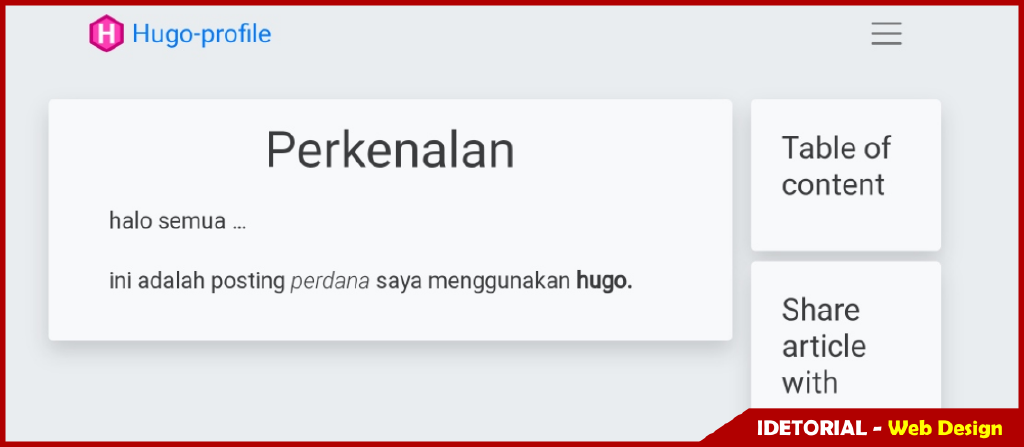 H Hugo-profile
Perkenalan
halo semua ...
ini adalah posting perdana saya menggunakan hugo.
Table of
content
Share
article
with
IDETORIAL - Web Design